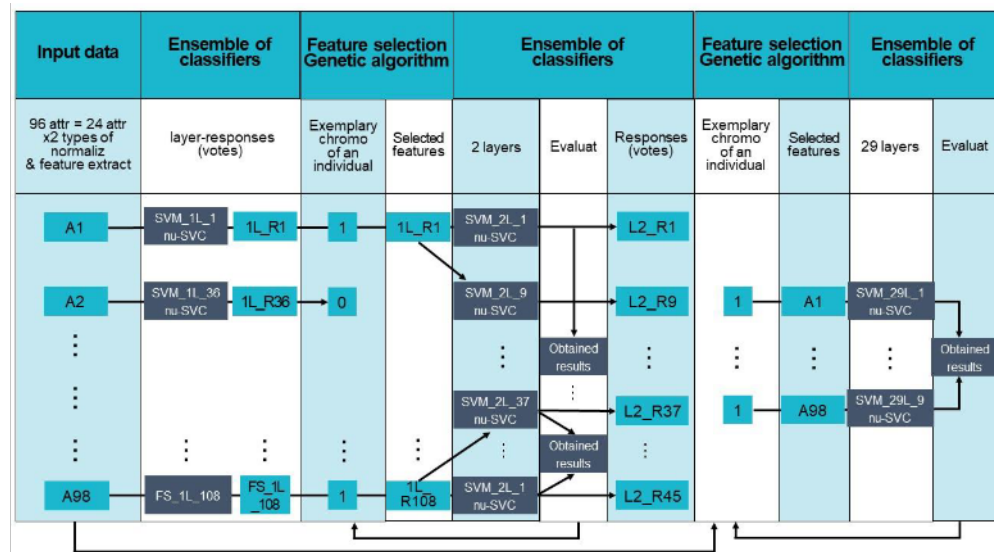 Input data
Ensemble of
classifiers
Feature selection
Genetic algorithm
Ensemble of
classifiers
Feature selection
Genetic algorithm
Ensemble of
classifiers
96 attr = 24 attr
x2 types of
normaliz
& feature extract
layer-responses
(votes)
Exemplary
chromo
of an
individual
Selected
features
2 layers
Evaluat
Responses
(votes)
Exemplary
chromo
of an
individual
Selected
features
29 layers
Evaluat
A1
SVM_1L_1
nu-SVC
1L_R1
1
1L_R1
SVM_2L_1
nu-SVC
L2_R1
A2
SVM_1L_36
nu-SVC
1L_R36
0
SVM_2L_9
nu-SVC
L2_R9
1
A1
SVM_29L_1
nu-SVC
Obtained
results
Obtained
results
SVM_2L_37
nu-SVC
L2_R37
1
A98
SVM_29L_9
nu-SVC
Obtained
results
A98
FS_1L_108
FS_1L
_108
1
1L_
R108
SVM_2L_1
nu-SVC
L2_R45